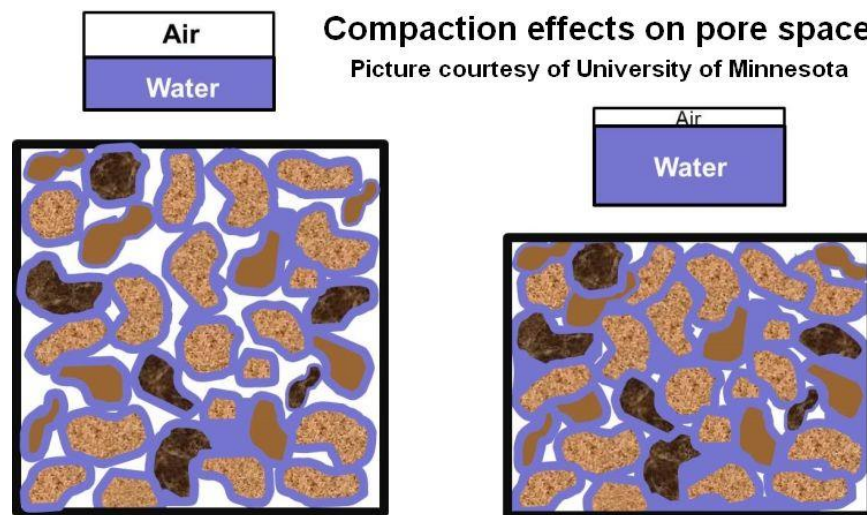 Air
Water
Compaction effects on pore space
Picture courtesy of University of Minnesota
Air
Water